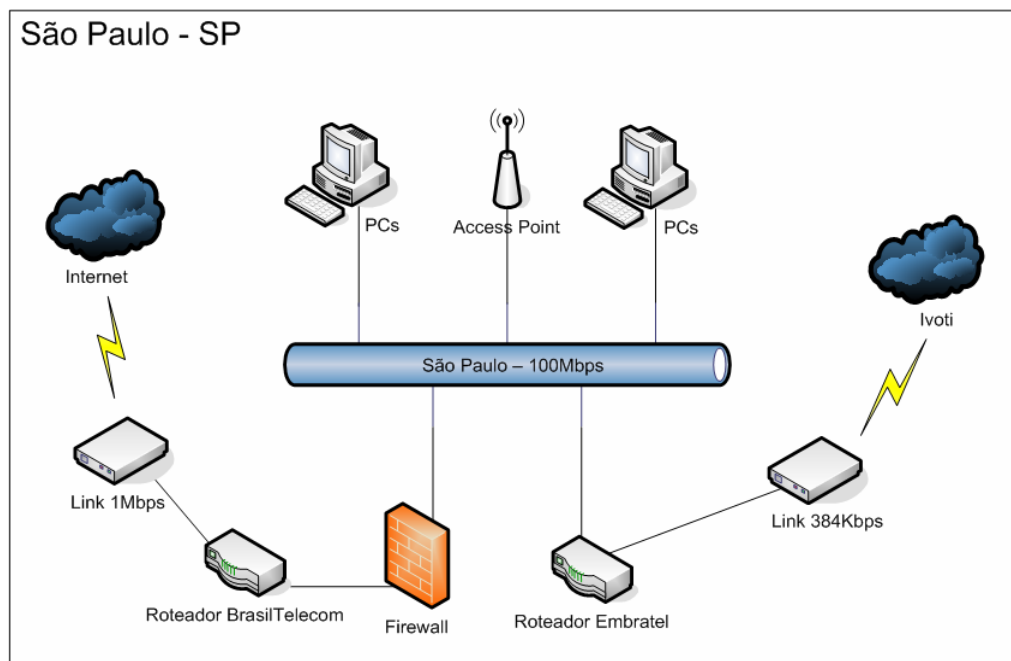 São Paulo - SP
PCs
Access Point
PCs
Internet
Ivoti
São Paulo – 100Mbps
Link 1Mbps
Link 384Kbps
Roteador BrasilTelecom
Firewall
Roteador Embratel